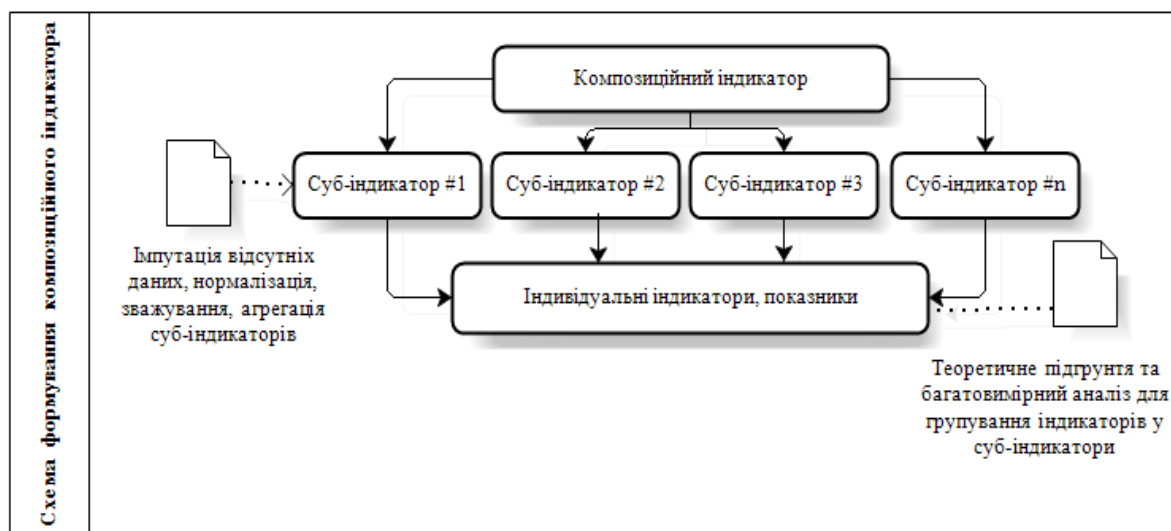 Схема формування композиційного індикатора
Композиційний індикатор
Суб-індикатор #1
Суб-індикатор #2
Суб-індикатор #3
Суб-індикатор #n
Імпутація відсутніх
даних, нормалізація,
зважування, агрегація
суб-індикаторів
Індивідуальні індикатори, показники
Теоретичне підгрунтя та
багатовимірний аналіз для
групування індикаторів у
суб-індикатори